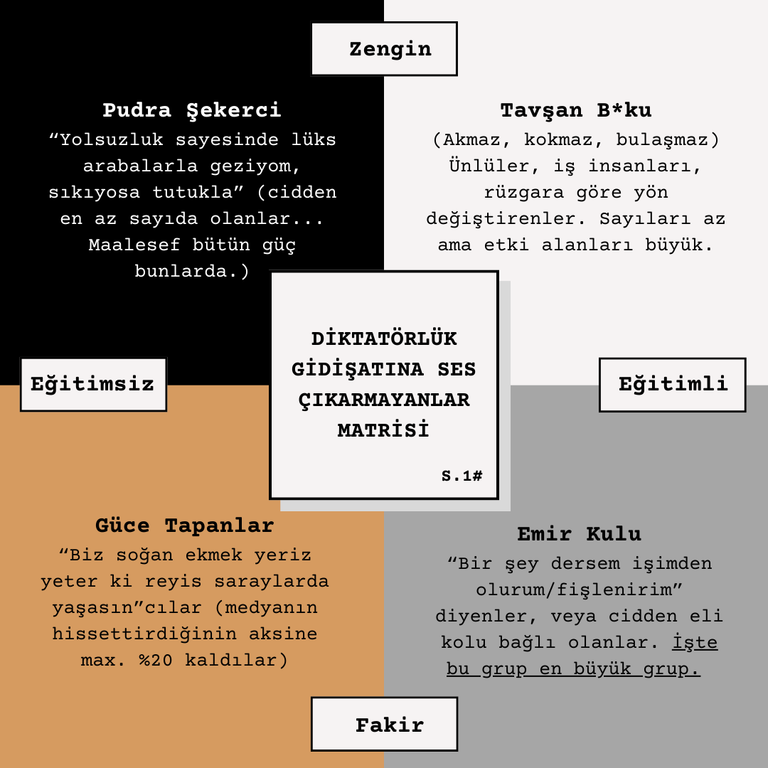 Zengin
Pudra Şekerci
“Yolsuzluk sayesinde lüks
arabalarla geziyom,
sıkıyosa tutukla” (cidden
en az sayıda olanlar...
Maalesef bütün güç
bunlarda.)
Tavşan B*ku
(Akmaz, kokmaz, bulaşmaz)
Ünlüler, iş insanları,
rüzgara göre yön
değiştirenler. Sayıları az
ama etki alanları büyük.
Eğitimsiz
DİKTATÖRLÜK
GİDİŞATINA SES
ÇIKARMAYANLAR
MATRİSİ
S.1#
Eğitimli
Güce Tapanlar
“Biz soğan ekmek yeriz
yeter ki reyis saraylarda
yaşasın”cılar (medyanın
hissettirdiğinin aksine
max. %20 kaldılar)
Emir Kulu
“Bir şey dersem işimden
olurum/fişlenirim”
diyenler, veya cidden eli
kolu bağlı olanlar. İşte
bu grup en büyük grup.
Fakir